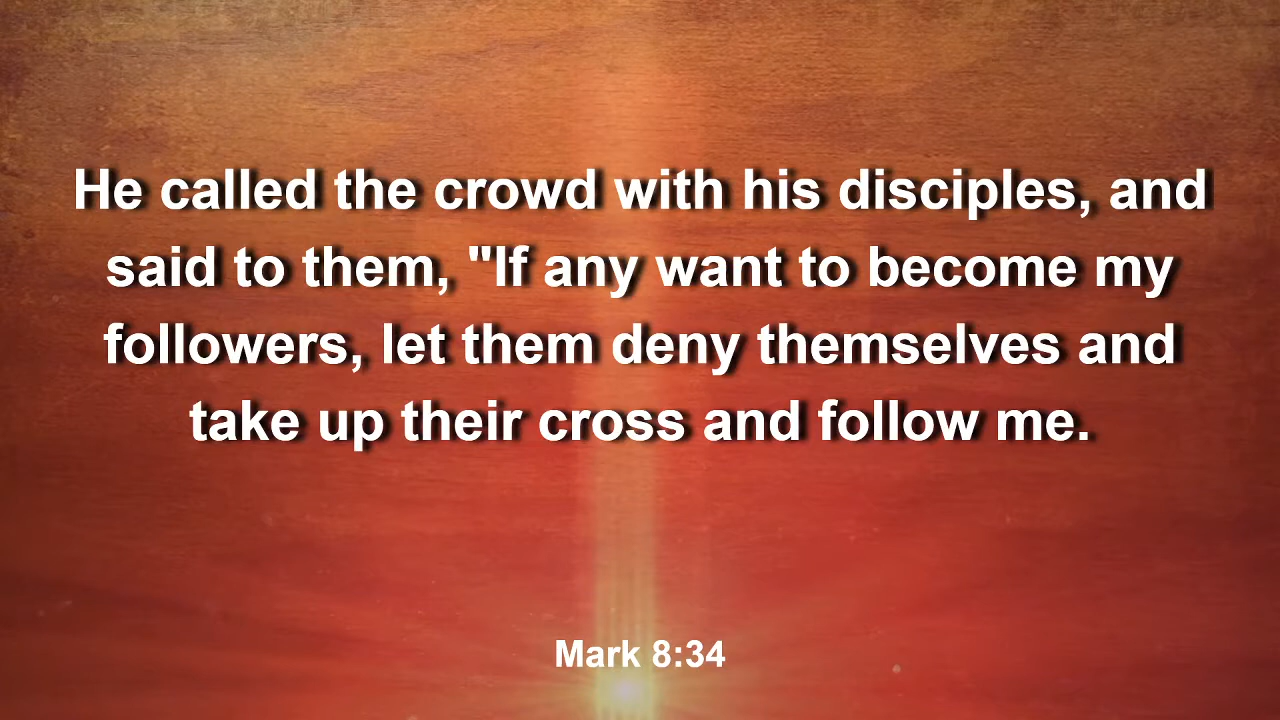 He called the crowd with his disciples, and
said to them, "If any want to become my
followers, let them deny themselves and
take up their cross and follow me.
Mark 8:34